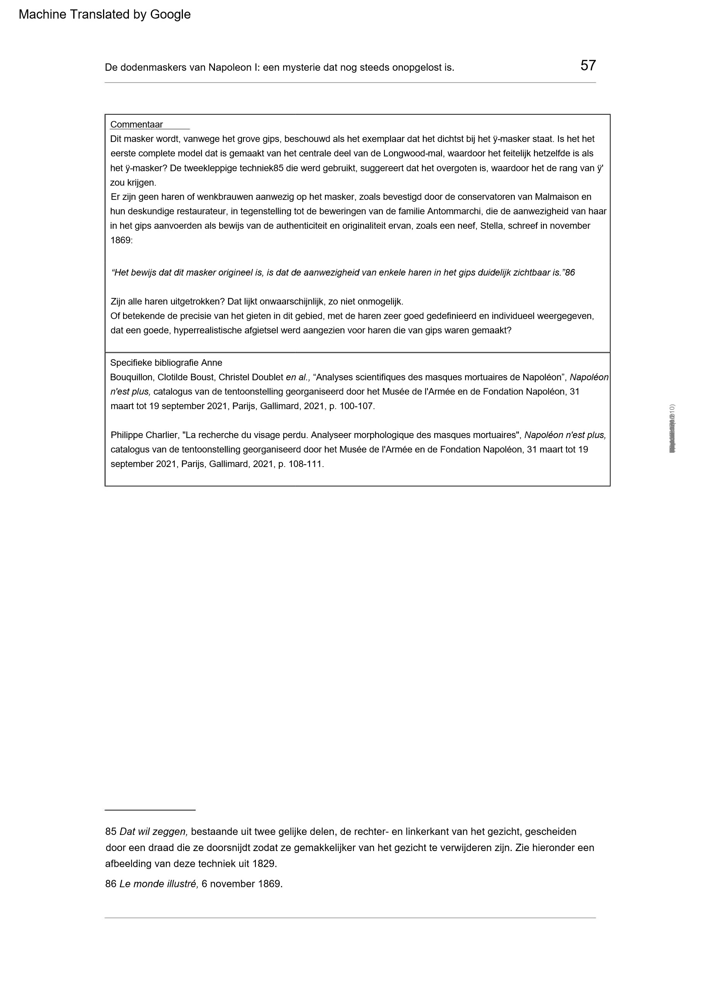 Machine Translated by Google
De dodenmaskers van Napoleon I: een mysterie dat nog steeds onopgelost is.
57
Commentaar
Dit masker wordt, vanwege het grove gips, beschouwd als het exemplaar dat het dichtst bij het ÿ-masker staat. Is het het
eerste complete model dat is gemaakt van het centrale deel van de Longwood-mal, waardoor het feitelijk hetzelfde is als
het ÿ-masker? De tweekleppige techniek85 die werd gebruikt, suggereert dat het overgoten is, waardoor het de rang van ÿ'
zou krijgen.
Er zijn geen haren of wenkbrauwen aanwezig op het masker, zoals bevestigd door de conservatoren van Malmaison en
hun deskundige restaurateur, in tegenstelling tot de beweringen van de familie Antommarchi, die de aanwezigheid van haar
in het gips aanvoerden als bewijs van de authenticiteit en originaliteit ervan, zoals een neef, Stella, schreef in november
1869:
“Het bewijs dat dit masker origineel is, is dat de aanwezigheid van enkele haren in het gips duidelijk zichtbaar is.”86
Zijn alle haren uitgetrokken? Dat lijkt onwaarschijnlijk, zo niet onmogelijk.
Of betekende de precisie van het gieten in dit gebied, met de haren zeer goed gedefinieerd en individueel weergegeven,
dat een goede, hyperrealistische afgietsel werd aangezien voor haren die van gips waren gemaakt?
Specifieke bibliografie Anne
Bouquillon, Clotilde Boust, Christel Doublet en al., “Analyses scientifiques des masques mortuaires de Napoléon”, Napoléon
n'est plus, catalogus van de tentoonstelling georganiseerd door het Musée de l'Armée en de Fondation Napoléon, 31
maart tot 19 september 2021, Parijs, Gallimard, 2021, p. 100-107.
Philippe Charlier, "La recherche du visage perdu. Analyseer morphologique des masques mortuaires", Napoléon n'est plus,
catalogus van de tentoonstelling georganiseerd door het Musée de l'Armée en de Fondation Napoléon, 31 maart tot 19
september 2021, Parijs, Gallimard, 2021, p. 108-111.
85 Dat wil zeggen, bestaande uit twee gelijke delen, de rechter- en linkerkant van het gezicht, gescheiden
door een draad die ze doorsnijdt zodat ze gemakkelijker van het gezicht te verwijderen zijn. Zie hieronder een
afbeelding van deze techniek uit 1829.
86 Le monde illustré, 6 november 1869.